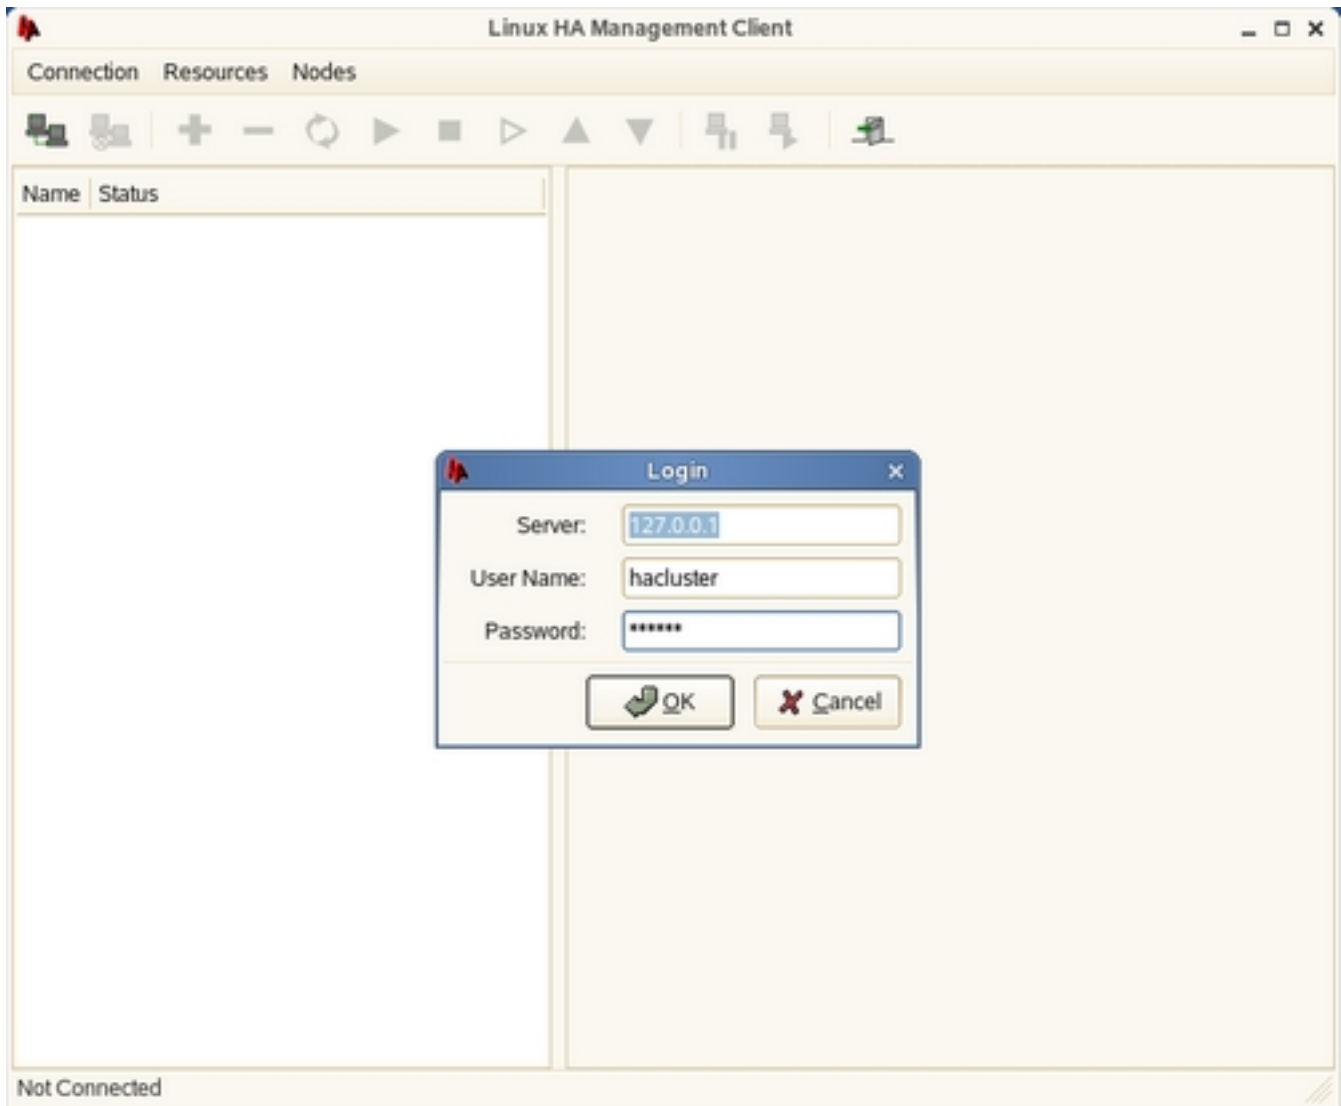 Linux HA Management Client
Connection Resources Nodes
Name Status
Login
Server: 127.0.0.1
User Name: hacluster
Password: ******
OK Cancel
Not Connected